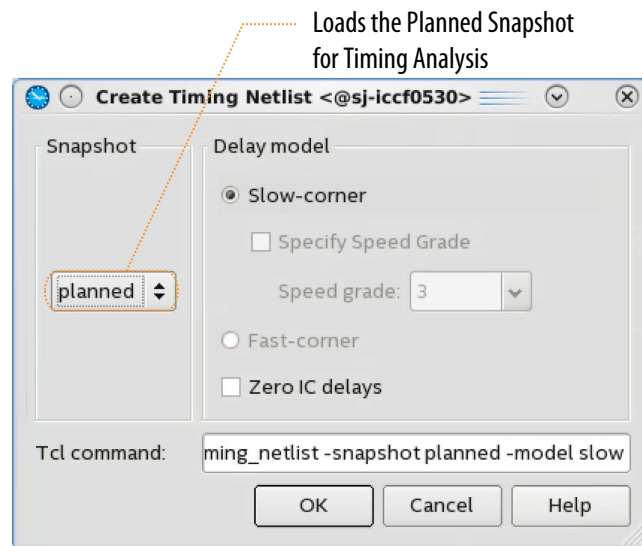 Loads the Planned Snapshot
for Timing Analysis
Create Timing Netlist <@sj-iccf0530>
Snapshot
Delay model
Slow-corner
Specify Speed Grade
planned
Speed grade: 3
Fast-corner
Zero IC delays
Tcl command: ming_netlist -snapshot planned -model slow
OK Cancel Help